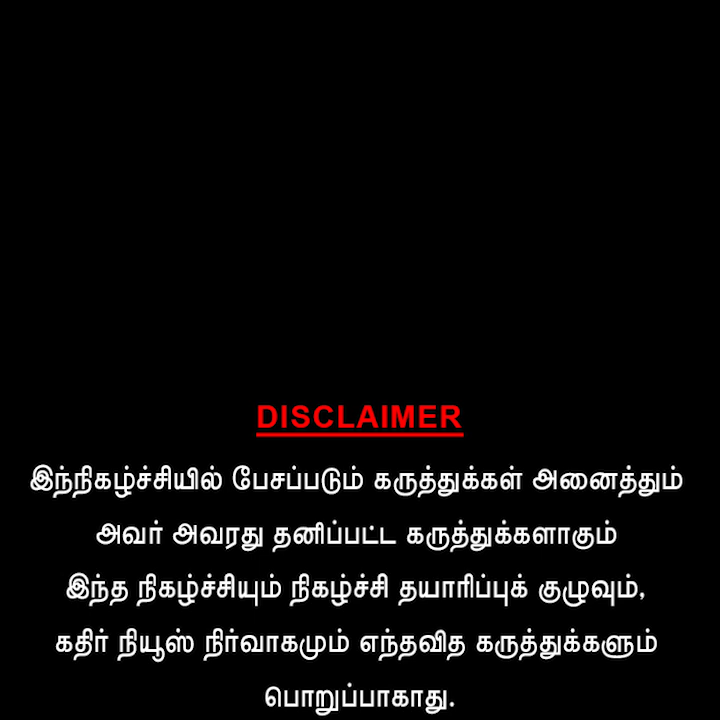 DISCLAIMER
இந்நிகழ்ச்சியில் பேசப்படும் கருத்துக்கள் அனைத்தும்
அவர் அவரது தனிப்பட்ட கருத்துக்களாகும்
இந்த நிகழ்ச்சியும் நிகழ்ச்சி தயாரிப்புக் குழுவும்,
கதிர் நியூஸ் நிர்வாகமும் எந்தவித கருத்துக்களும்
பொறுப்பாகாது.